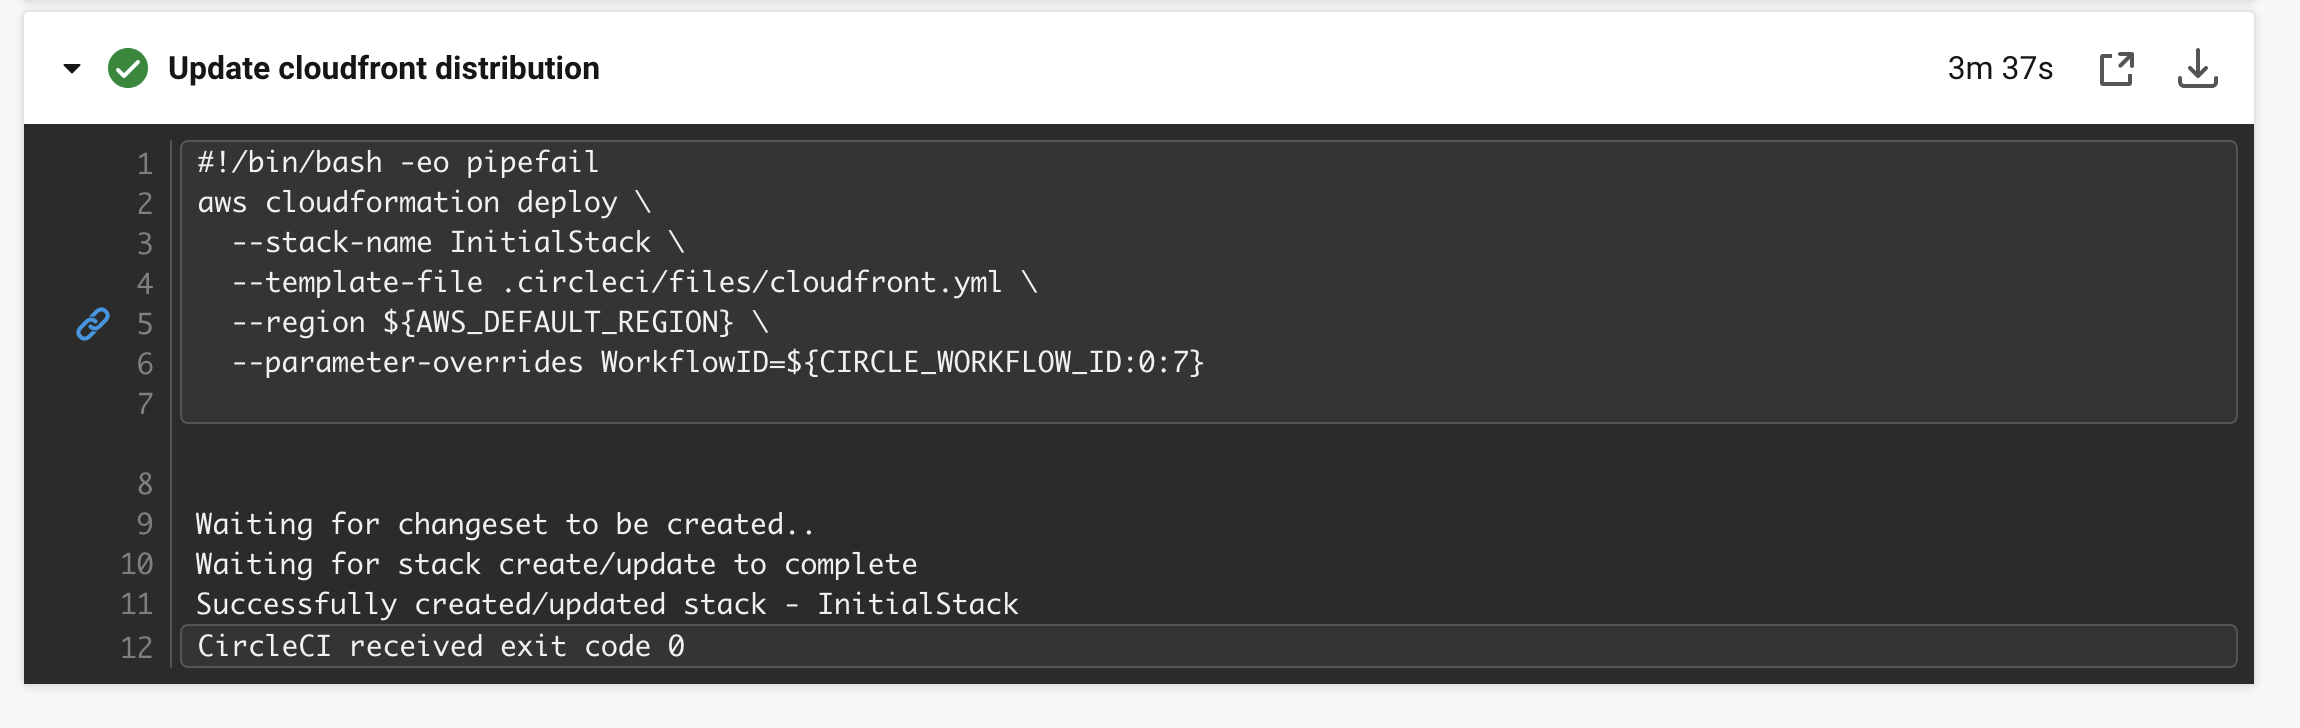 Update cloudfront distribution 3m 37s
1 #!/bin/bash -eo pipefail
2 aws cloudformation deploy \
3   --stack-name InitialStack \
4   --template-file .circleci/files/cloudfront.yml \
5   --region ${AWS_DEFAULT_REGION} \
6   --parameter-overrides WorkflowID=${CIRCLE_WORKFLOW_ID:0:7}
7
8
9 Waiting for changeset to be created..
10 Waiting for stack create/update to complete
11 Successfully created/updated stack - InitialStack
12 CircleCI received exit code 0